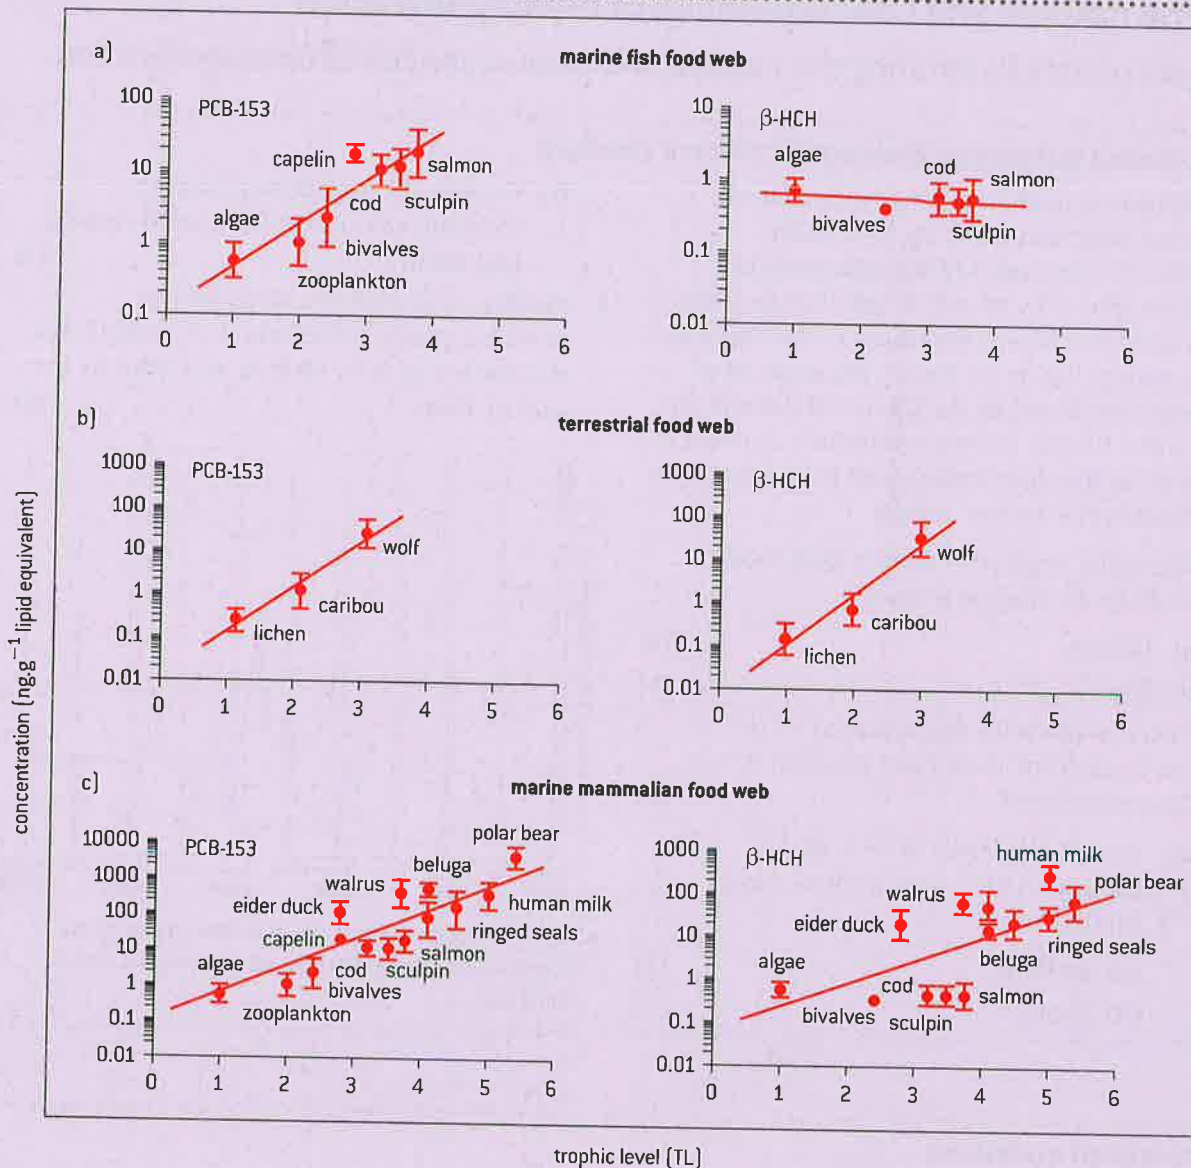 a)
marine fish food web
PCB-153
100
10
1
0.1
0 1 2 3 4 5 6
algae
zooplankton
bivalves
capelin
cod
sculpin
salmon
β-HCH
10
1
0.1
0.01
0 1 2 3 4 5 6
algae
bivalves
cod
sculpin
salmon
b)
terrestrial food web
PCB-153
1000
100
10
1
0.1
0.01
0 1 2 3 4 5 6
lichen
caribou
wolf
β-HCH
1000
100
10
1
0.1
0.01
0 1 2 3 4 5 6
lichen
caribou
wolf
concentration (ng.g⁻¹ lipid equivalent)
c)
marine mammalian food web
PCB-153
10000
1000
100
10
1
0.1
0.01
0 1 2 3 4 5 6
polar bear
beluga
walrus
eider duck
human milk
ringed seals
capelin
salmon
algae
cod
sculpin
bivalves
zooplankton
β-HCH
1000
100
10
1
0.1
0.01
0 1 2 3 4 5 6
human milk
polar bear
walrus
eider duck
ringed seals
beluga
algae
cod
salmon
bivalves
sculpin
trophic level (TL)